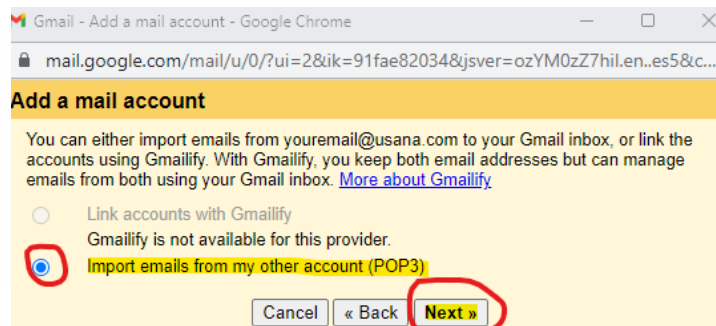 Gmail - Add a mail account - Google Chrome
mail.google.com/mail/u/0/?ui=2&ik=91fae82034&jsver=ozYM0zZ7hil.en..es5&c...
Add a mail account
You can either import emails from youremail@usana.com to your Gmail inbox, or link the
accounts using Gmailify. With Gmailify, you keep both email addresses but can manage
emails from both using your Gmail inbox. More about Gmailify
Link accounts with Gmailify
Gmailify is not available for this provider.
Import emails from my other account (POP3)
Cancel « Back Next »